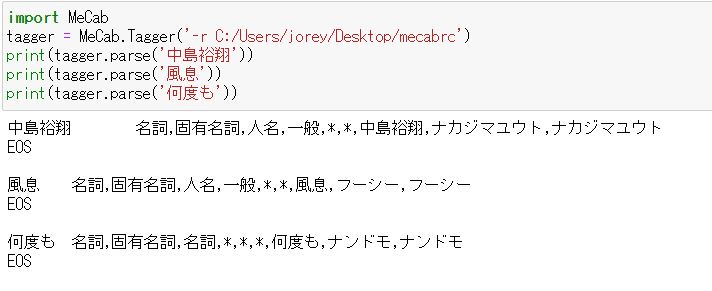 import MeCab
tagger = MeCab.Tagger('-r C:/Users/jorey/Desktop/mecabrc')
print(tagger.parse('中島裕翔'))
print(tagger.parse('風息'))
print(tagger.parse('何度も'))
中島裕翔	名詞,固有名詞,人名,一般,*,*,中島裕翔,ナカジマユウト,ナカジマユウト
EOS
風息	名詞,固有名詞,人名,一般,*,*,風息,フーシー,フーシー
EOS
何度も	名詞,固有名詞,名詞,*,*,*,何度も,ナンドモ,ナンドモ
EOS